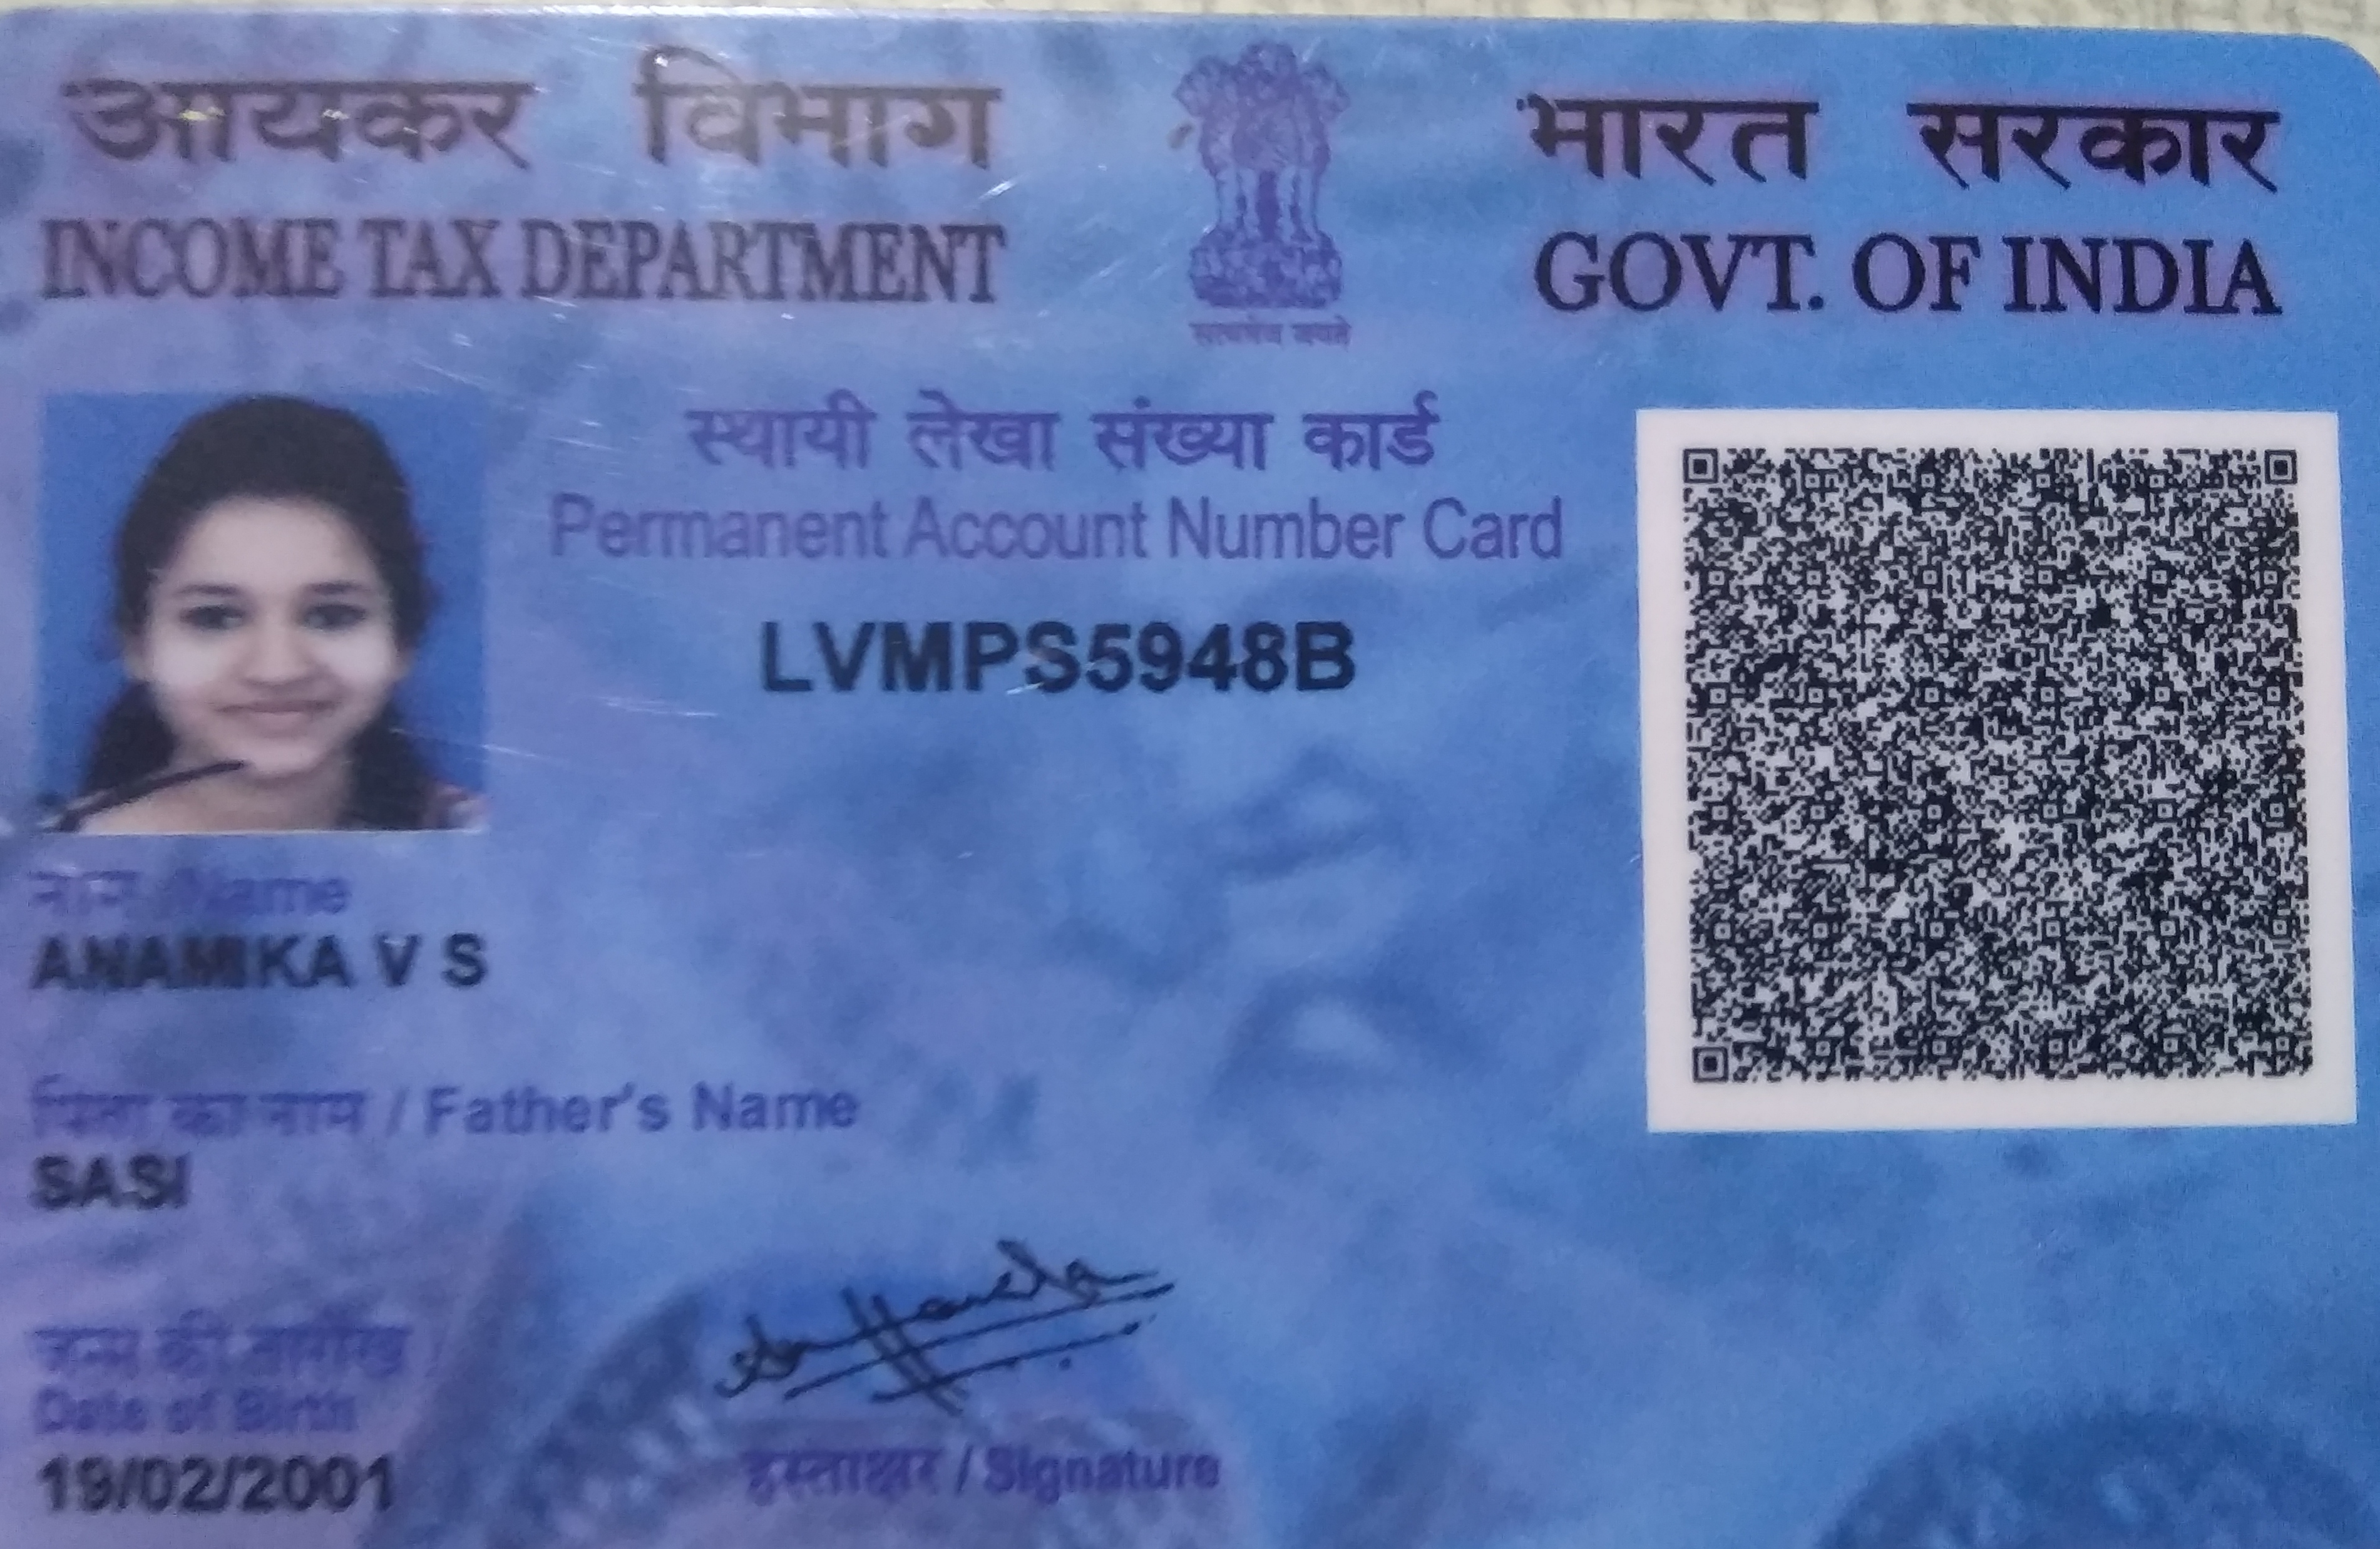 आयकर विभाग
INCOME TAX DEPARTMENT
सत्यमेव जयते
भारत सरकार
GOVT. OF INDIA
स्थायी लेखा संख्या कार्ड
Permanent Account Number Card
LVMPS5948B
नाम / Name
ANAMIKA V S
पिता का नाम / Father's Name
SASI
जन्म की तारीख
Date of Birth
19/02/2001
हस्ताक्षर / Signature